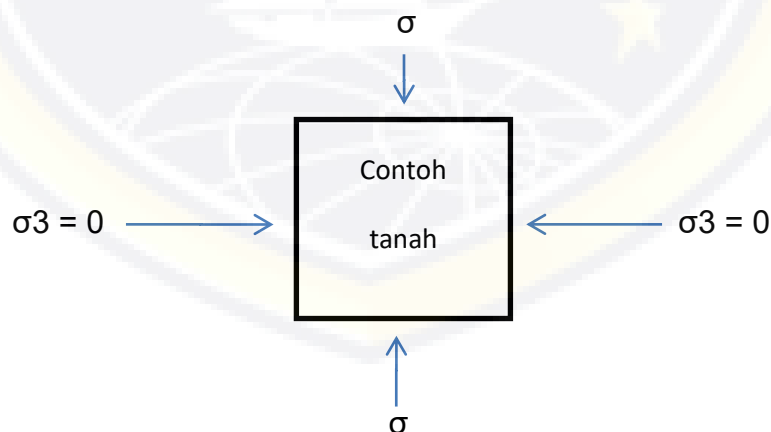 σ
Contoh
σ3 = 0
σ3 = 0
tanah
σ